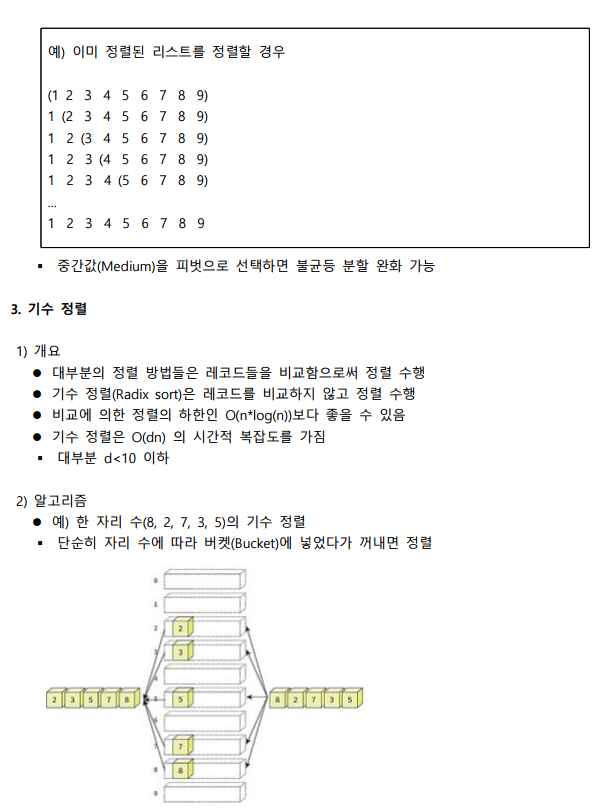 예) 이미 정렬된 리스트를 정렬할 경우
(1 2 3 4 5 6 7 8 9)
1 (2 3 4 5 6 7 8 9)
1 2 (3 4 5 6 7 8 9)
1 2 3 (4 5 6 7 8 9)
1 2 3 4 (5 6 7 8 9)
...
1 2 3 4 5 6 7 8 9
▪ 중간값(Medium)을 피벗으로 선택하면 불균등 분할 완화 가능
3. 기수 정렬
1) 개요
● 대부분의 정렬 방법들은 레코드들을 비교함으로써 정렬 수행
● 기수 정렬(Radix sort)은 레코드를 비교하지 않고 정렬 수행
● 비교에 의한 정렬의 하한인 O(n*log(n))보다 좋을 수 있음
● 기수 정렬은 O(dn) 의 시간적 복잡도를 가짐
▪ 대부분 d<10 이하
2) 알고리즘
● 예) 한 자리 수(8, 2, 7, 3, 5)의 기수 정렬
▪ 단순히 자리 수에 따라 버켓(Bucket)에 넣었다가 꺼내면 정렬
0
1
2 2
3 3
4
2 3 5 7 8 5 5 8 2 7 3 5
6
7 7
8 8
9